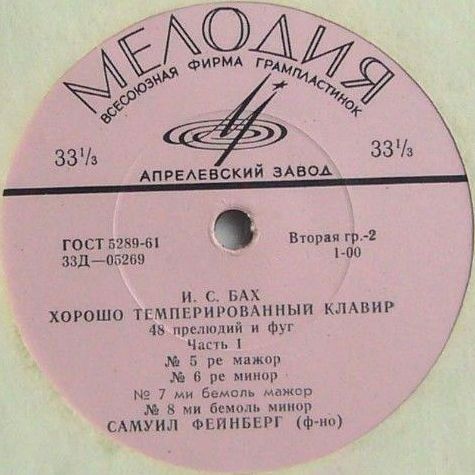 МЕЛОДИЯ
ВСЕСОЮЗНАЯ ФИРМА ГРАМПЛАСТИНОК
33⅓ 33⅓
АПРЕЛЕВСКИЙ ЗАВОД
ГОСТ 5289-61 Вторая гр.-2
33Д—05269 1-00
И. С. БАХ
ХОРОШО ТЕМПЕРИРОВАННЫЙ КЛАВИР
48 прелюдий и фуг
Часть I
№ 5 ре мажор
№ 6 ре минор
№ 7 ми бемоль мажор
№ 8 ми бемоль минор
САМУИЛ ФЕЙНБЕРГ (ф-но)